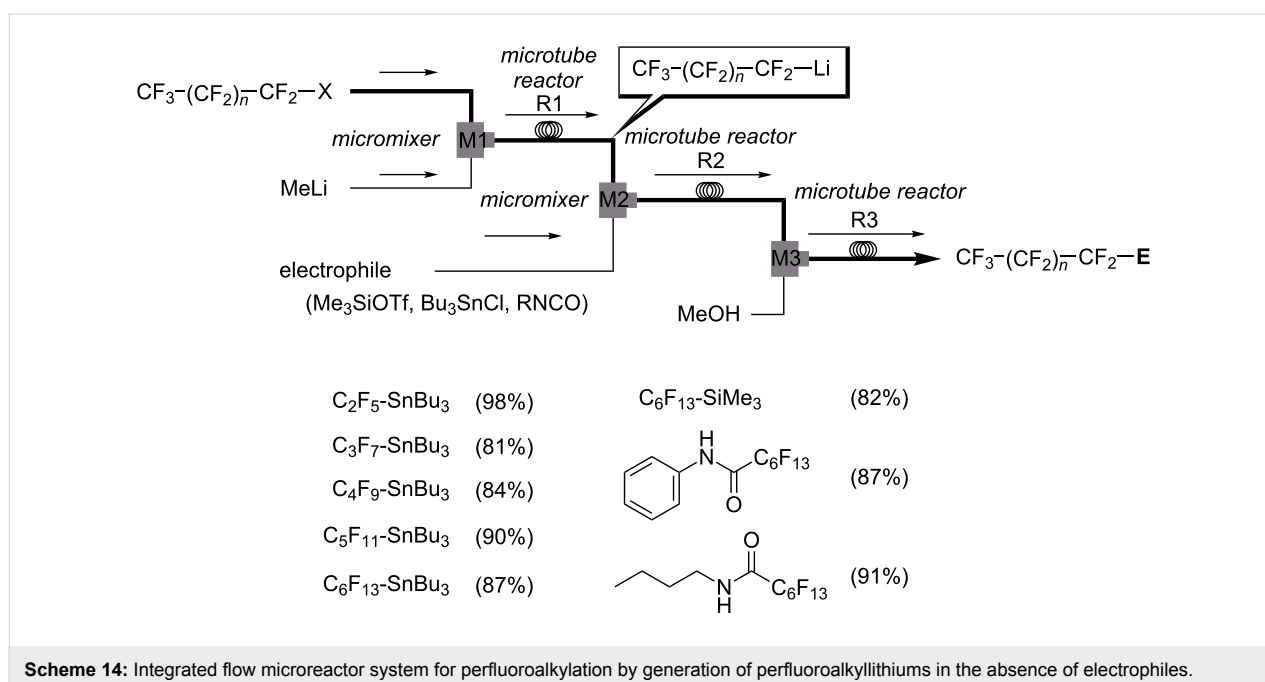 microtube
reactor
R1
CF₃–(CF₂)ₙ–CF₂–Li
CF₃–(CF₂)ₙ–CF₂–X
micromixer
M1
microtube reactor
R2
MeLi
micromixer
M2
microtube reactor
R3
M3
CF₃–(CF₂)ₙ–CF₂–E
electrophile
(Me₃SiOTf, Bu₃SnCl, RNCO)
MeOH
C₂F₅-SnBu₃ (98%)
C₃F₇-SnBu₃ (81%)
C₄F₉-SnBu₃ (84%)
C₅F₁₁-SnBu₃ (90%)
C₆F₁₃-SnBu₃ (87%)
C₆F₁₃-SiMe₃ (82%)
H
N
C₆F₁₃
O
(87%)
O
N
H
C₆F₁₃
(91%)
Scheme 14: Integrated flow microreactor system for perfluoroalkylation by generation of perfluoroalkyllithiums in the absence of electrophiles.